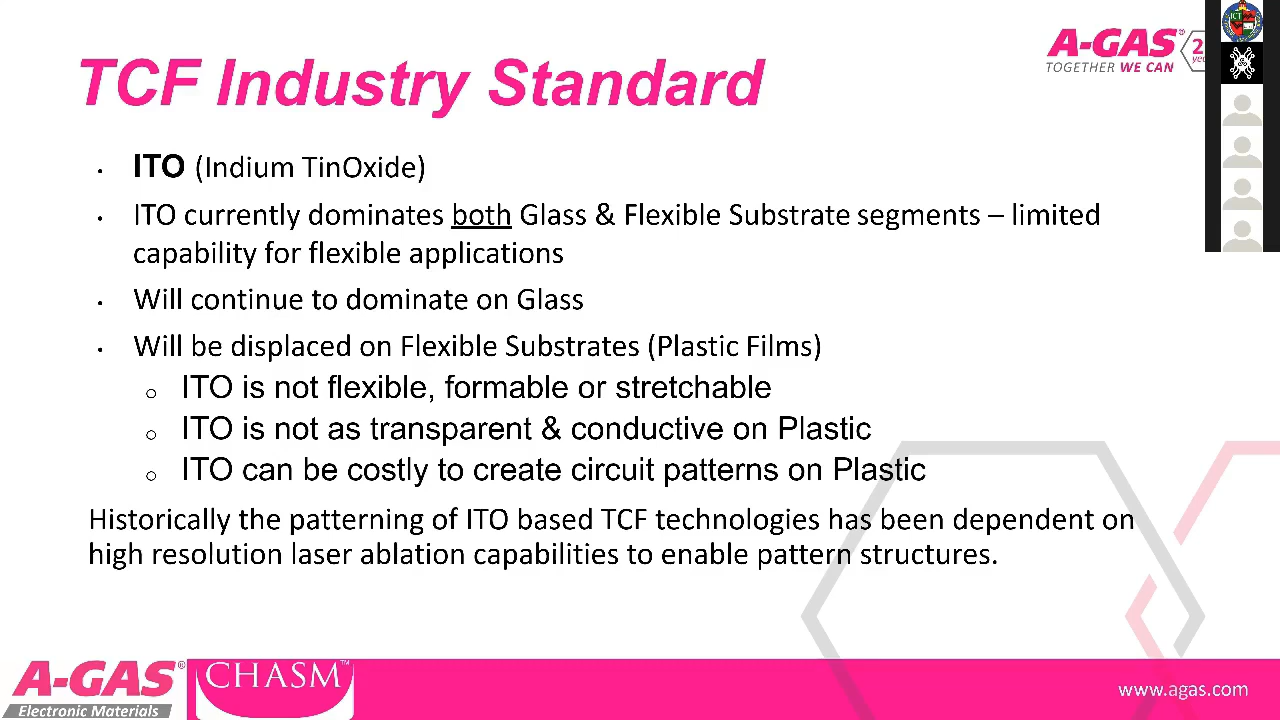 TCF Industry Standard
A-GAS®
TOGETHER WE CAN
ICT
• ITO (Indium TinOxide)
• ITO currently dominates both Glass & Flexible Substrate segments – limited
capability for flexible applications
• Will continue to dominate on Glass
• Will be displaced on Flexible Substrates (Plastic Films)
o ITO is not flexible, formable or stretchable
o ITO is not as transparent & conductive on Plastic
o ITO can be costly to create circuit patterns on Plastic
Historically the patterning of ITO based TCF technologies has been dependent on
high resolution laser ablation capabilities to enable pattern structures.
A-GAS®
Electronic Materials
CHASM™
www.agas.com